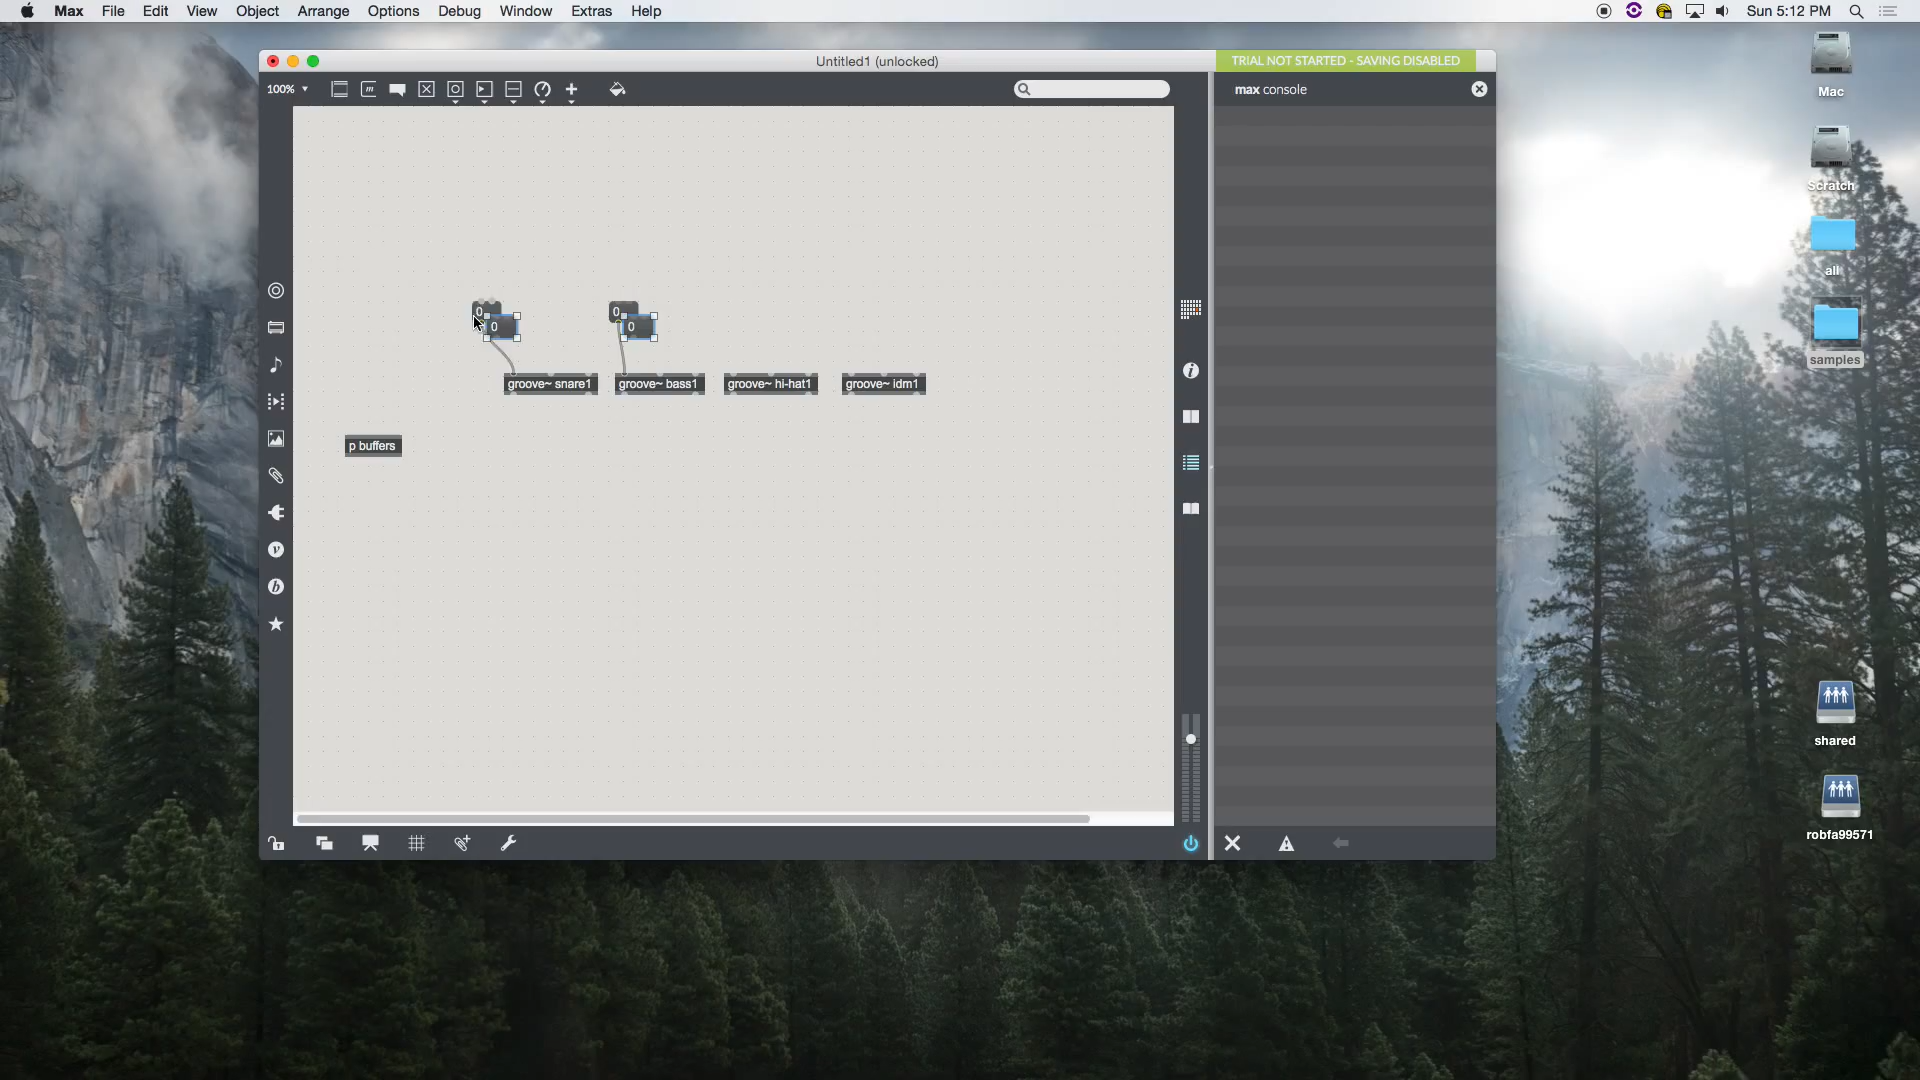 Max File Edit View Object Arrange Options Debug Window Extras Help
Sun 5:12 PM
Untitled1 (unlocked)
TRIAL NOT STARTED - SAVING DISABLED
100%
m
max console
0
0
0
0
groove~ snare1
groove~ bass1
groove~ hi-hat1
groove~ idm1
p buffers
i
v
b
Mac
Scratch
all
samples
shared
robfa99571